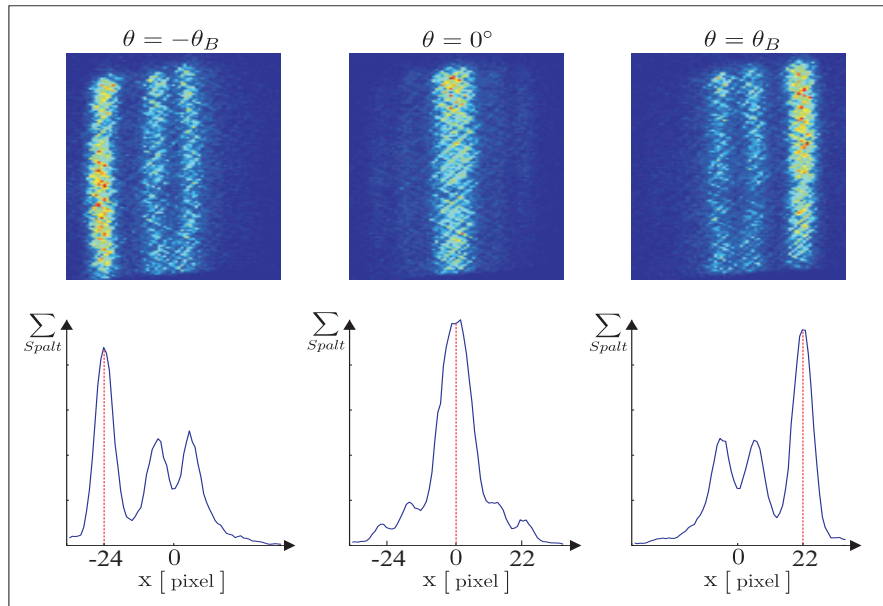 θ = −θ_B
θ = 0°
θ = θ_B
∑
Spalt
∑
Spalt
∑
Spalt
-24 0
-24 0 22
0 22
x [ pixel ]
x [ pixel ]
x [ pixel ]